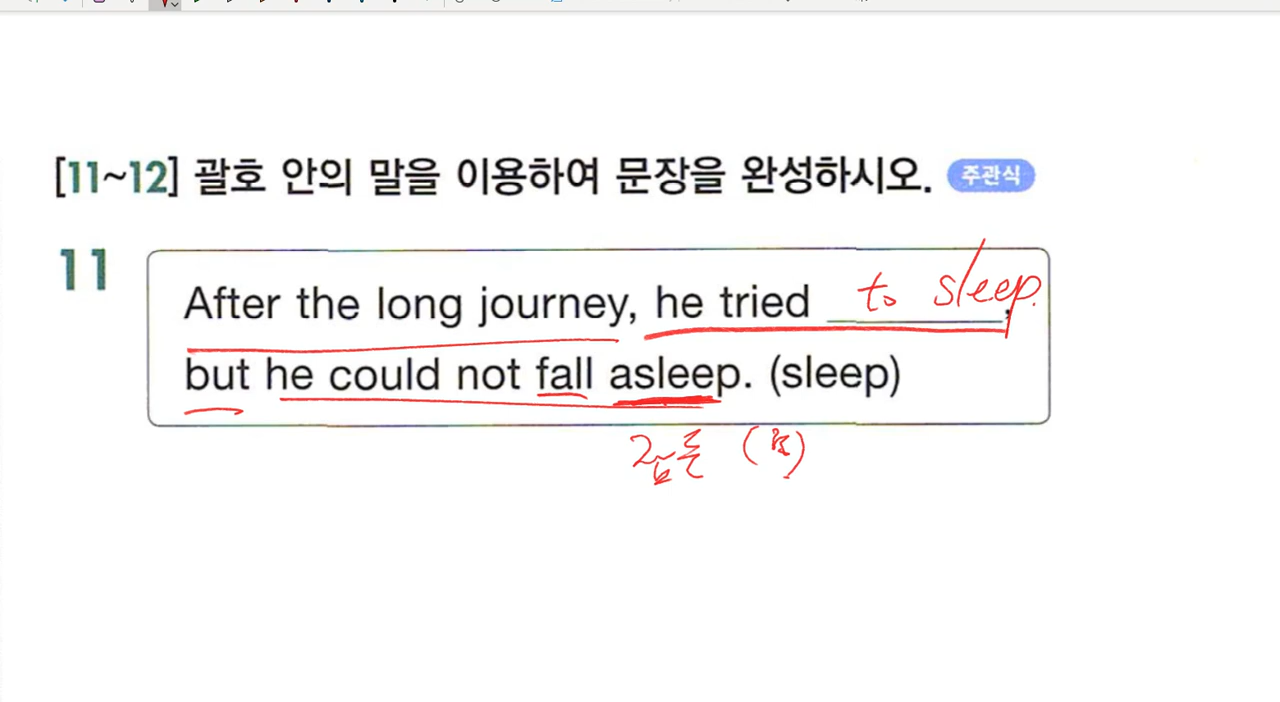 [11~12] 괄호 안의 말을 이용하여 문장을 완성하시오. 주관식
11
After the long journey, he tried to sleep,
but he could not fall asleep. (sleep)